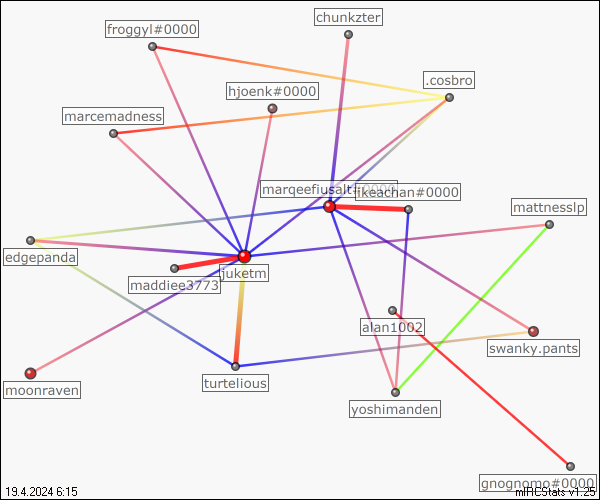 chunkzter
froggyl#0000
.cosbro
hjoenk#0000
marcemadness
ikeachan#0000
mattnesslp
edgepanda
juketm
maddiee3773
alan1002
swanky.pants
turtelious
moonraven
yoshimanden
gnognomo#0000
19.4.2024 6:15
mIRCStats v1.25